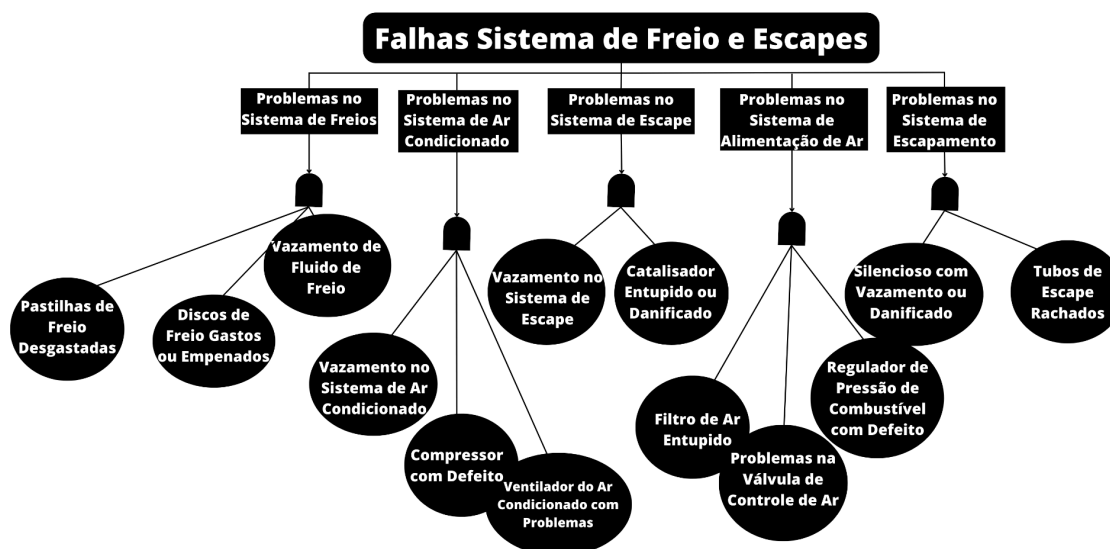 Falhas Sistema de Freio e Escapes
Problemas no
Sistema de Freios
Problemas no
Sistema de Ar
Condicionado
Problemas no
Sistema de Escape
Problemas no
Sistema de
Alimentação de Ar
Problemas no
Sistema de
Escapamento
Pastilhas de
Freio
Desgastadas
Discos de
Freio Gastos
ou Empenados
Vazamento de
Fluido de
Freio
Vazamento no
Sistema de Ar
Condicionado
Compressor
com Defeito
Ventilador do Ar
Condicionado com
Problemas
Vazamento no
Sistema de
Escape
Catalisador
Entupido ou
Danificado
Filtro de Ar
Entupido
Problemas na
Válvula de
Controle de Ar
Regulador de
Pressão de
Combustível
com Defeito
Silencioso com
Vazamento ou
Danificado
Tubos de
Escape
Rachados